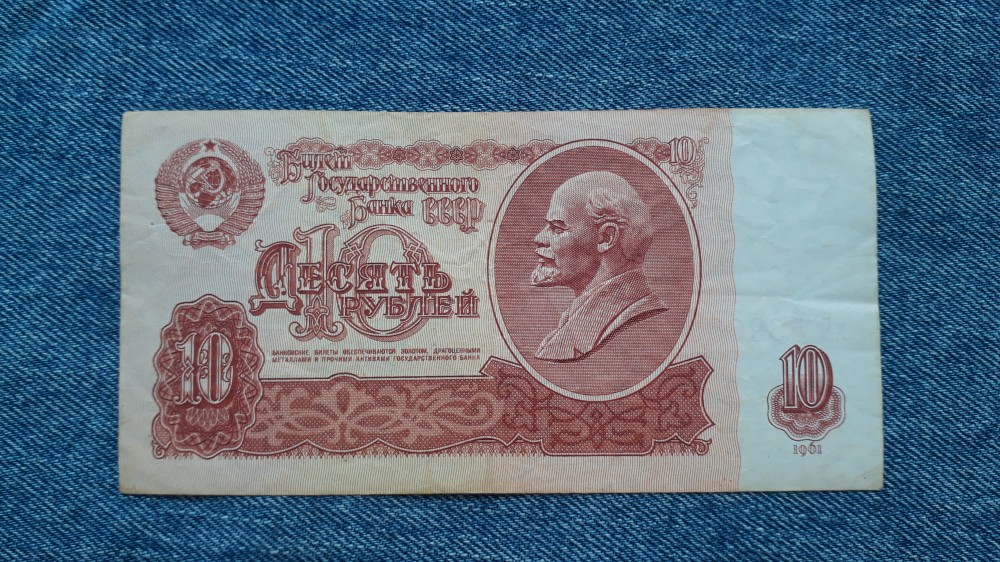 Билет
Государственного
Банка СССР
10
10
Десять
рублей
БАНКОВСКИЕ БИЛЕТЫ ОБЕСПЕЧИВАЮТСЯ ЗОЛОТОМ, ДРАГОЦЕННЫМИ
МЕТАЛЛАМИ И ПРОЧИМИ АКТИВАМИ ГОСУДАРСТВЕННОГО БАНКА
10
10
1961